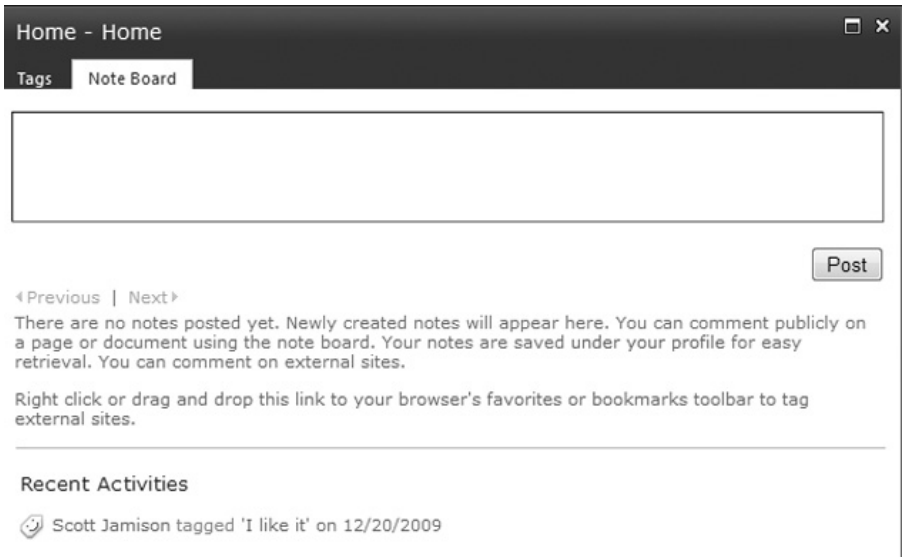 Home - Home
Tags Note Board
Post
Previous | Next
There are no notes posted yet. Newly created notes will appear here. You can comment publicly on
a page or document using the note board. Your notes are saved under your profile for easy
retrieval. You can comment on external sites.
Right click or drag and drop this link to your browser's favorites or bookmarks toolbar to tag
external sites.
Recent Activities
Scott Jamison tagged 'I like it' on 12/20/2009